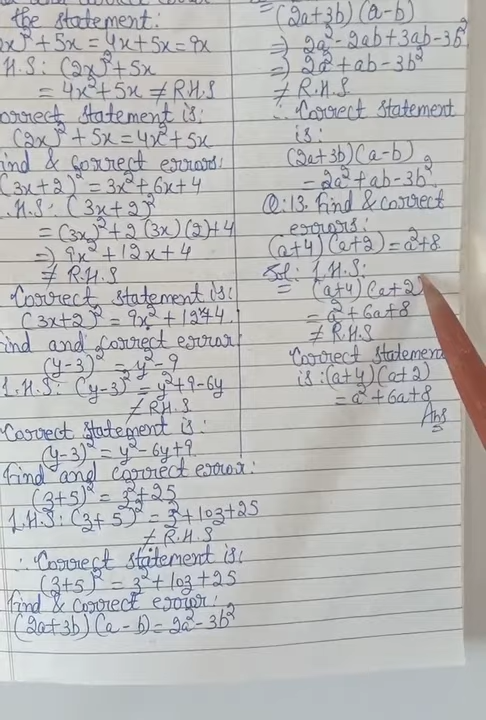 the statement:
2x)² + 5x = 4x + 5x = 9x
.H.S: (2x)² + 5x
= 4x² + 5x ≠ R.H.S
orrect statement is:
(2x)² + 5x = 4x² + 5x
ind & correct errors:
(3x+2)² = 3x² + 6x + 4
.H.S: (3x+2)²
= (3x)² + 2(3x)(2) + 4
⇒ 9x² + 12x + 4
≠ R.H.S
Correct statement is:
(3x+2)² = 9x² + 12x+4
ind and correct error
(y-3)² = y² - 9
L.H.S: (y-3)² = y² + 9 - 6y
≠ R.H.S
Correct statement is:
(y-3)² = y² - 6y + 9
Find and correct error:
(z+5)² = z² + 25
L.H.S: (z+5)² = z² + 10z + 25
≠ R.H.S
∴ Correct statement is:
(z+5)² = z² + 10z + 25
Find & correct error:
(2a+3b)(a-b) = 2a² - 3b²
= (2a+3b)(a-b)
⇒ 2a² - 2ab + 3ab - 3b²
⇒ 2a² + ab - 3b²
≠ R.H.S
∴ Correct statement
is:
(2a+3b)(a-b)
= 2a² + ab - 3b²
Q:13. Find & correct
errors:
(a+4)(a+2) = a² + 8
Sol: L.H.S:
= (a+4)(a+2)
= a² + 6a + 8
≠ R.H.S
Correct statement
is: (a+4)(a+2)
= a² + 6a + 8
Ans